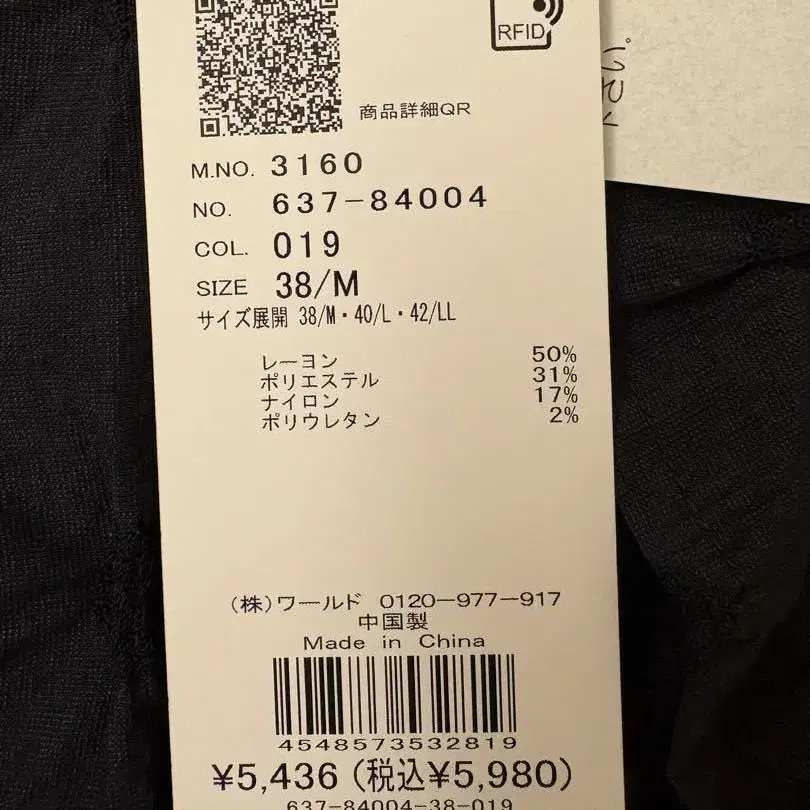 RFID
商品詳細QR
M.NO. 3160
NO. 637-84004
COL. 019
SIZE 38/M
サイズ展開 38/M・40/L・42/LL
レーヨン 50%
ポリエステル 31%
ナイロン 17%
ポリウレタン 2%
(株)ワールド 0120-977-917
中国製
Made in China
4548573532819
¥5,436 (税込¥5,980)
637-84004-38-019